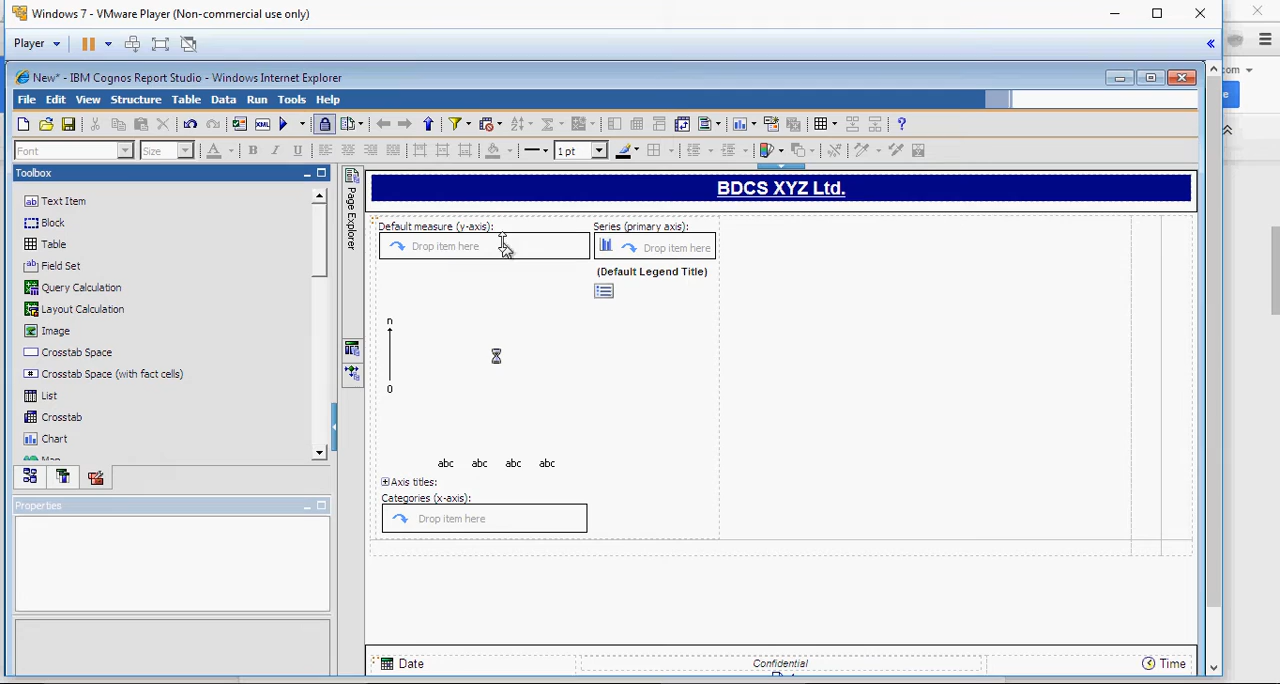 Windows 7 - VMware Player (Non-commercial use only)
Player
New* - IBM Cognos Report Studio - Windows Internet Explorer
com
File Edit View Structure Table Data Run Tools Help
Font Size 1 pt
Toolbox
Text Item
Block
Table
Field Set
Query Calculation
Layout Calculation
Image
Crosstab Space
Crosstab Space (with fact cells)
List
Crosstab
Chart
Map
Properties
Page Explorer
BDCS XYZ Ltd.
Default measure (y-axis): Series (primary axis):
Drop item here Drop item here
(Default Legend Title)
n
0
abc abc abc abc
Axis titles:
Categories (x-axis):
Drop item here
Date Confidential Time